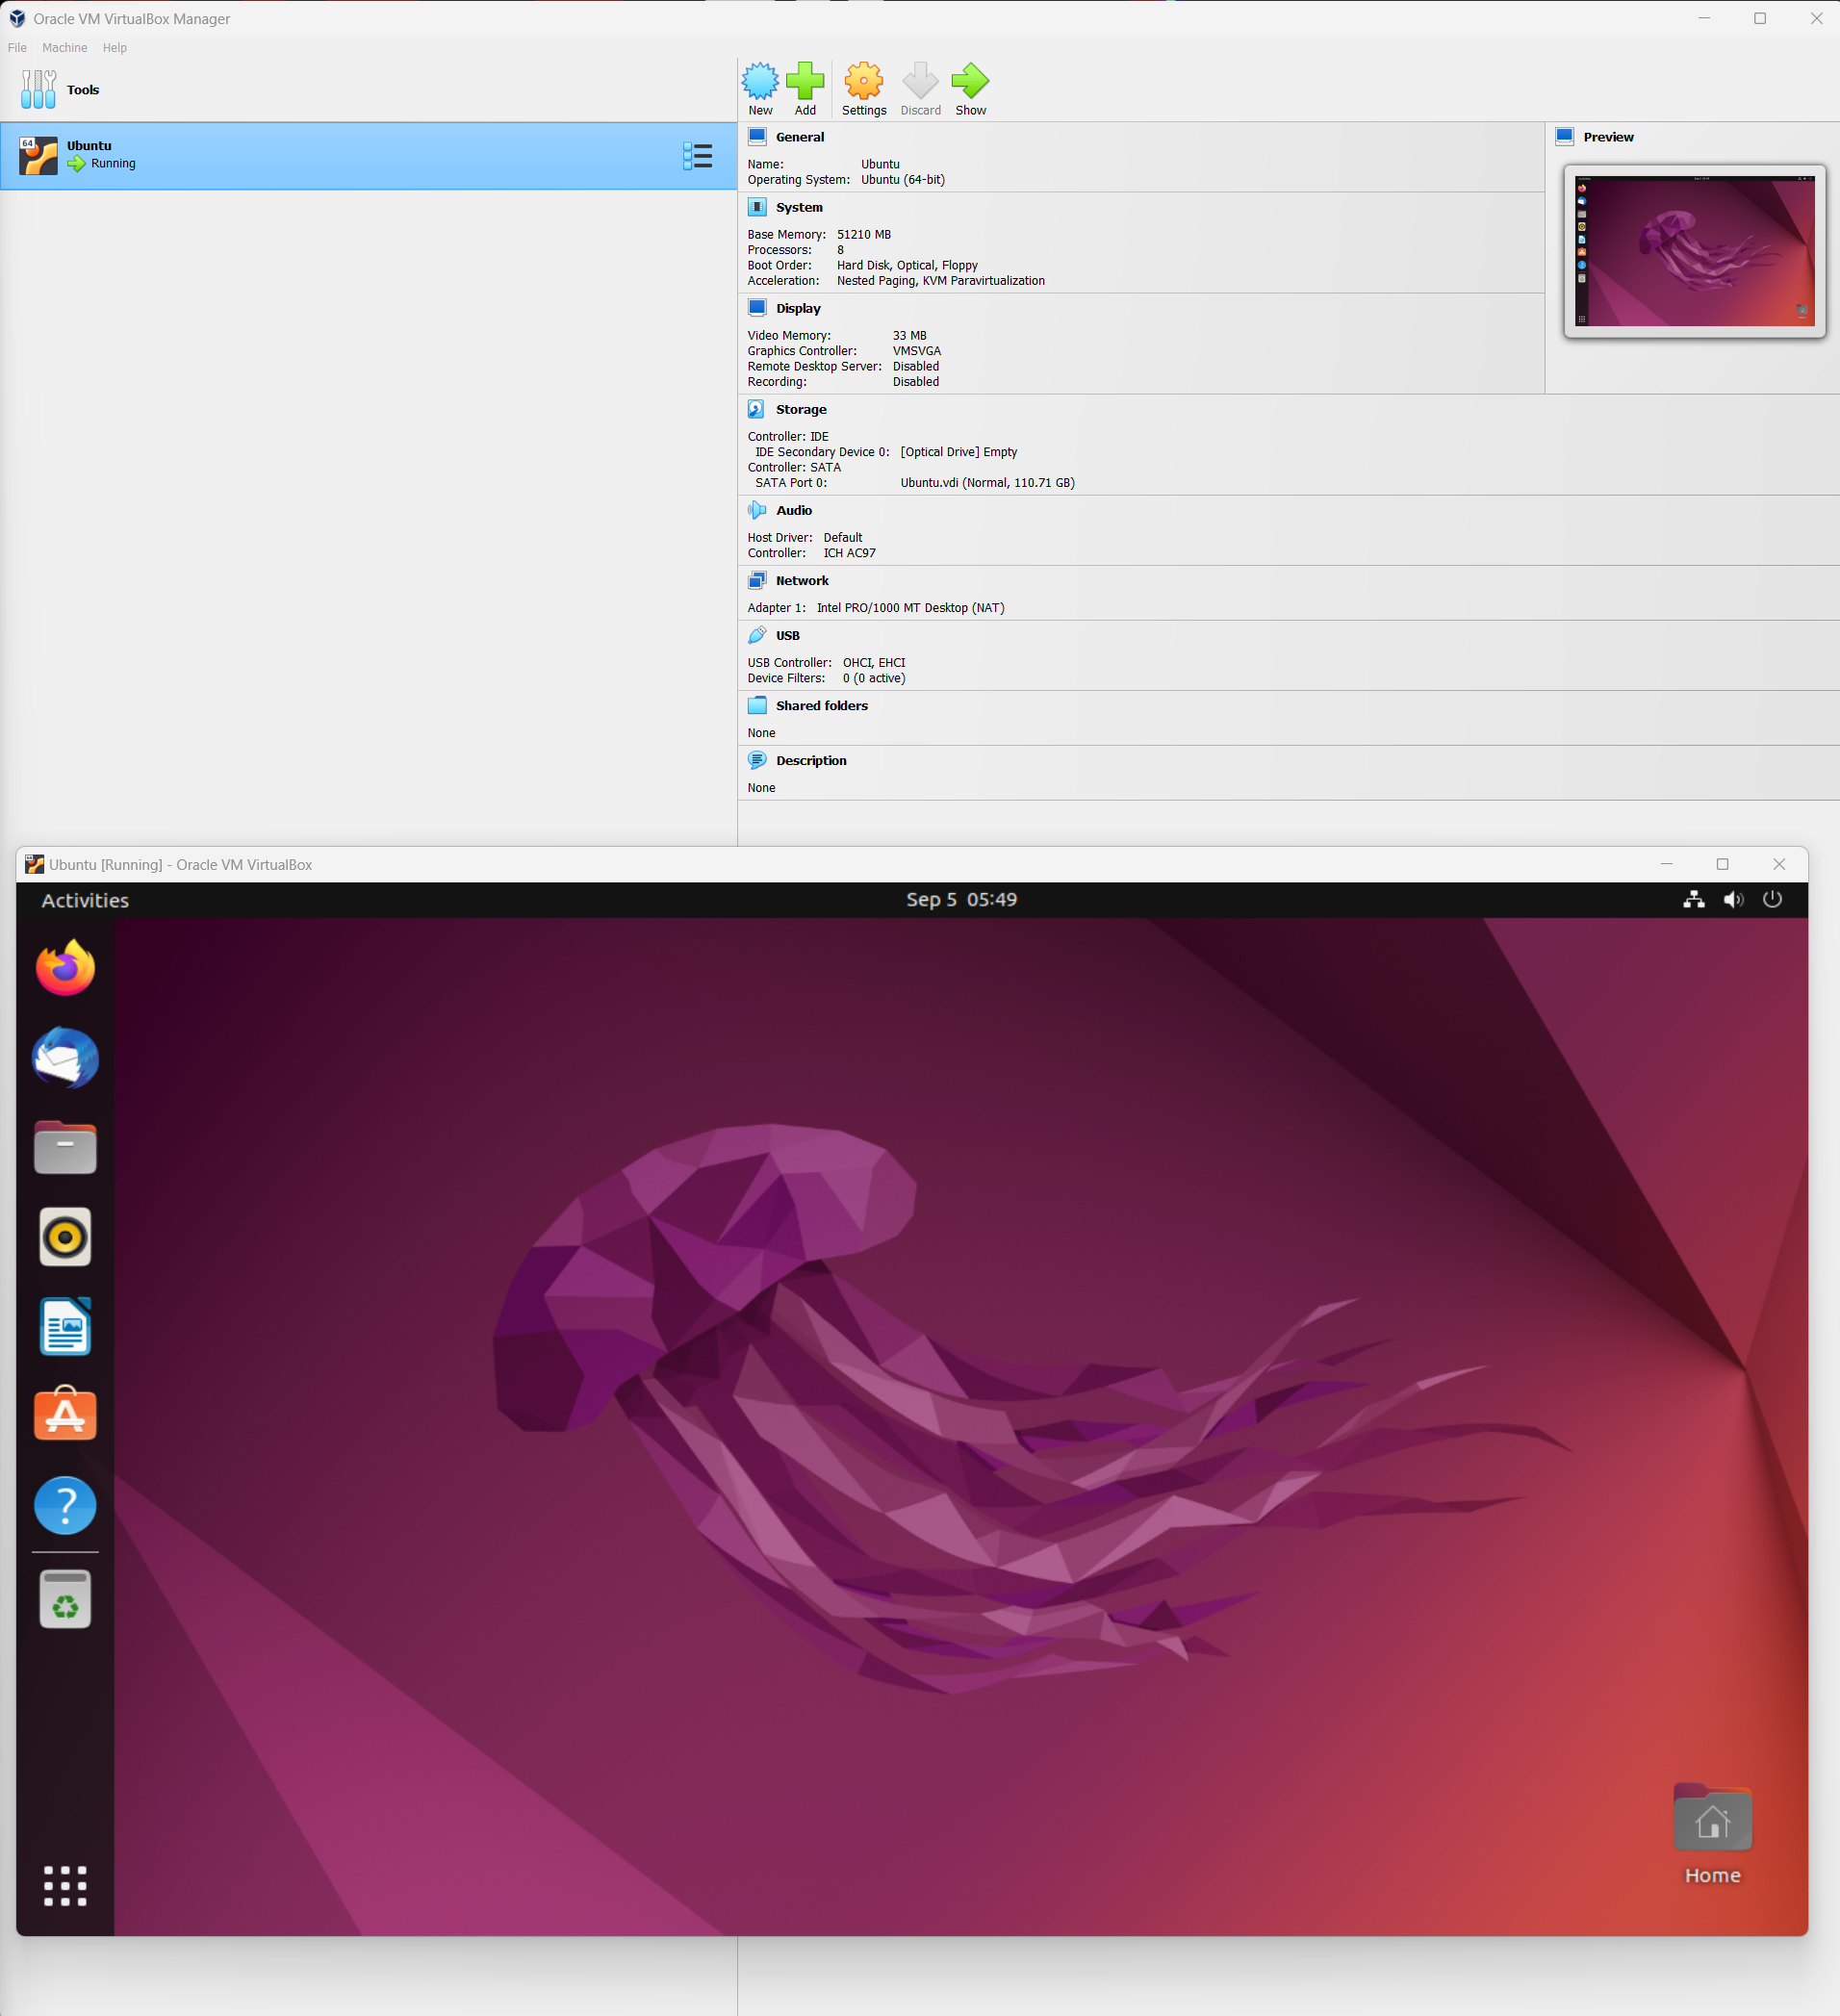 Oracle VM VirtualBox Manager
File Machine Help
Tools
New Add Settings Discard Show
64
Ubuntu
Running
General
Name: Ubuntu
Operating System: Ubuntu (64-bit)
System
Base Memory: 51210 MB
Processors: 8
Boot Order: Hard Disk, Optical, Floppy
Acceleration: Nested Paging, KVM Paravirtualization
Display
Video Memory: 33 MB
Graphics Controller: VMSVGA
Remote Desktop Server: Disabled
Recording: Disabled
Preview
Storage
Controller: IDE
IDE Secondary Device 0: [Optical Drive] Empty
Controller: SATA
SATA Port 0: Ubuntu.vdi (Normal, 110.71 GB)
Audio
Host Driver: Default
Controller: ICH AC97
Network
Adapter 1: Intel PRO/1000 MT Desktop (NAT)
USB
USB Controller: OHCI, EHCI
Device Filters: 0 (0 active)
Shared folders
None
Description
None
Ubuntu [Running] - Oracle VM VirtualBox
Activities Sep 5 05:49
Home